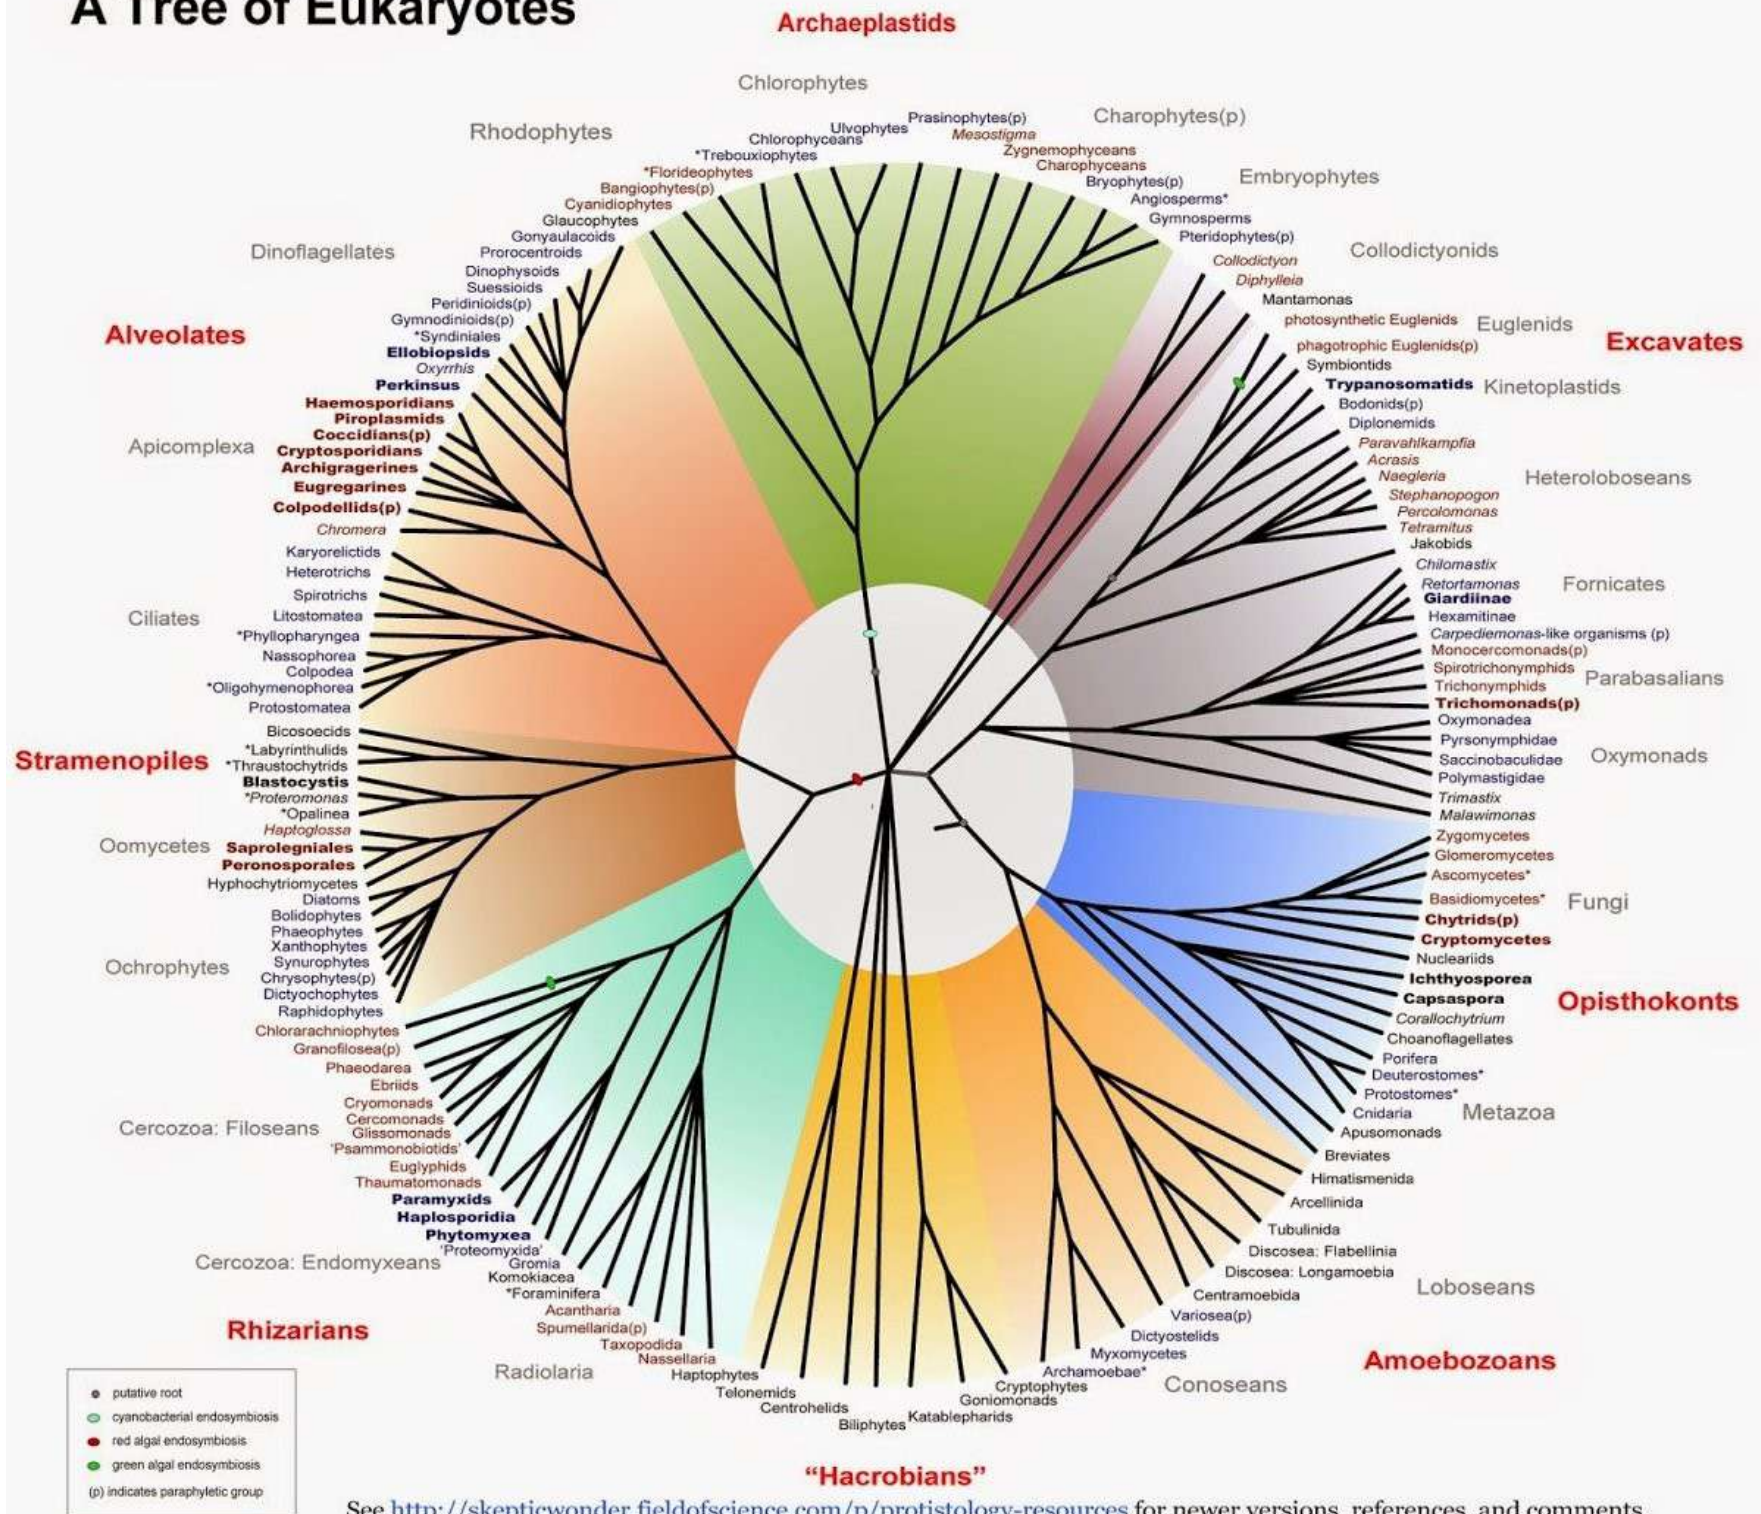 A Tree of Eukaryotes
Archaeplastids
Chlorophytes
Rhodophytes
Charophytes(p)
Embryophytes
Dinoflagellates
Collodictyonids
Alveolates
Euglenids
Excavates
Kinetoplastids
Apicomplexa
Heteroloboseans
Fornicates
Ciliates
Parabasalians
Stramenopiles
Oxymonads
Oomycetes
Fungi
Ochrophytes
Opisthokonts
Metazoa
Cercozoa: Filoseans
Cercozoa: Endomyxeans
Loboseans
Rhizarians
Amoebozoans
Radiolaria
Conoseans
"Hacrobians"
Prasinophytes(p)
Mesostigma
Zygnemophyceans
Charophyceans
Bryophytes(p)
Angiosperms*
Gymnosperms
Pteridophytes(p)
Collodictyon
Diphylleia
Mantamonas
photosynthetic Euglenids
phagotrophic Euglenids(p)
Symbiontids
Trypanosomatids
Bodonids(p)
Diplonemids
Paravahlkampfia
Acrasis
Naegleria
Stephanopogon
Percolomonas
Tetramitus
Jakobids
Chilomastix
Retortamonas
Giardiinae
Hexamitinae
Carpediemonas-like organisms (p)
Monocercomonads(p)
Spirotrichonymphids
Trichonymphids
Trichomonads(p)
Oxymonadea
Pyrsonymphidae
Saccinobaculidae
Polymastigidae
Trimastix
Malawimonas
Zygomycetes
Glomeromycetes
Ascomycetes*
Basidiomycetes*
Chytrids(p)
Cryptomycetes
Nucleariids
Ichthyosporea
Capsaspora
Corallochytrium
Choanoflagellates
Porifera
Deuterostomes*
Protostomes*
Cnidaria
Apusomonads
Breviates
Himatismenida
Arcellinida
Tubulinida
Discosea: Flabellinia
Discosea: Longamoebia
Centramoebida
Variosea(p)
Dictyostelids
Myxomycetes
Archamoebae*
Cryptophytes
Goniomonads
Katablepharids
Biliphytes
Centrohelids
Telonemids
Haptophytes
Nassellaria
Taxopodida
Spumellarida(p)
Acantharia
*Foraminifera
Komokiacea
Gromia
'Proteomyxida'
Phytomyxea
Haplosporidia
Paramyxids
Thaumatomonads
Euglyphids
'Psammonobiotids'
Glissomonads
Cercomonads
Cryomonads
Ebriids
Phaeodarea
Granofilosea(p)
Chlorarachniophytes
Raphidophytes
Dictyochophytes
Chrysophytes(p)
Synurophytes
Xanthophytes
Phaeophytes
Bolidophytes
Diatoms
Hyphochytriomycetes
Peronosporales
Saprolegniales
Haptoglossa
*Opalinea
*Proteromonas
Blastocystis
*Thraustochytrids
*Labyrinthulids
Bicosoecids
Protostomatea
*Oligohymenophorea
Colpodea
Nassophorea
*Phyllopharyngea
Litostomatea
Spirotrichs
Heterotrichs
Karyorelictids
Chromera
Colpodellids(p)
Eugregarines
Archigragerines
Cryptosporidians
Coccidians(p)
Piroplasmids
Haemosporidians
Perkinsus
Oxyrrhis
Ellobiopsids
*Syndiniales
Gymnodinioids(p)
Peridinioids(p)
Suessioids
Dinophysoids
Prorocentroids
Gonyaulacoids
Glaucophytes
Cyanidiophytes
Bangiophytes(p)
*Florideophytes
*Trebouxiophytes
Chlorophyceans
Ulvophytes
putative root
cyanobacterial endosymbiosis
red algal endosymbiosis
green algal endosymbiosis
(p) indicates paraphyletic group
See http://skepticwonder.fieldofscience.com/p/protistology-resources for newer versions, references, and comments